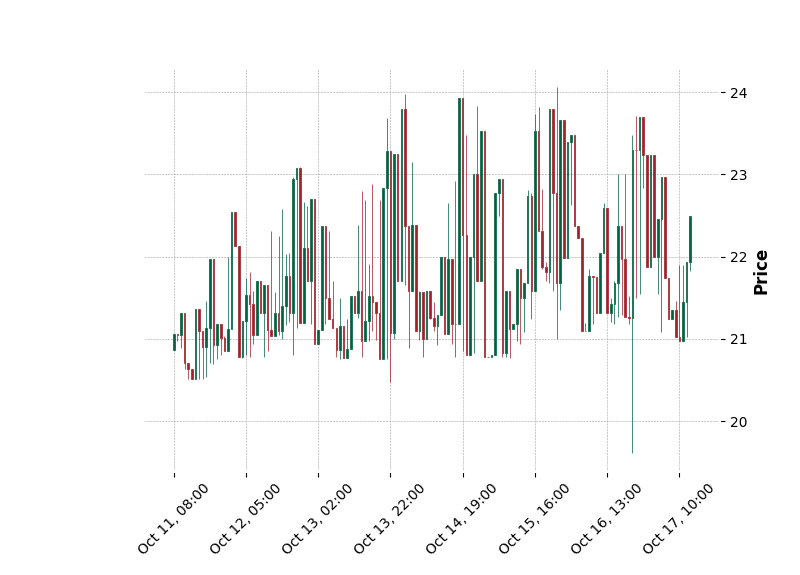 24
23
22
21
20
Price
Oct 11, 08:00
Oct 12, 05:00
Oct 13, 02:00
Oct 13, 22:00
Oct 14, 19:00
Oct 15, 16:00
Oct 16, 13:00
Oct 17, 10:00